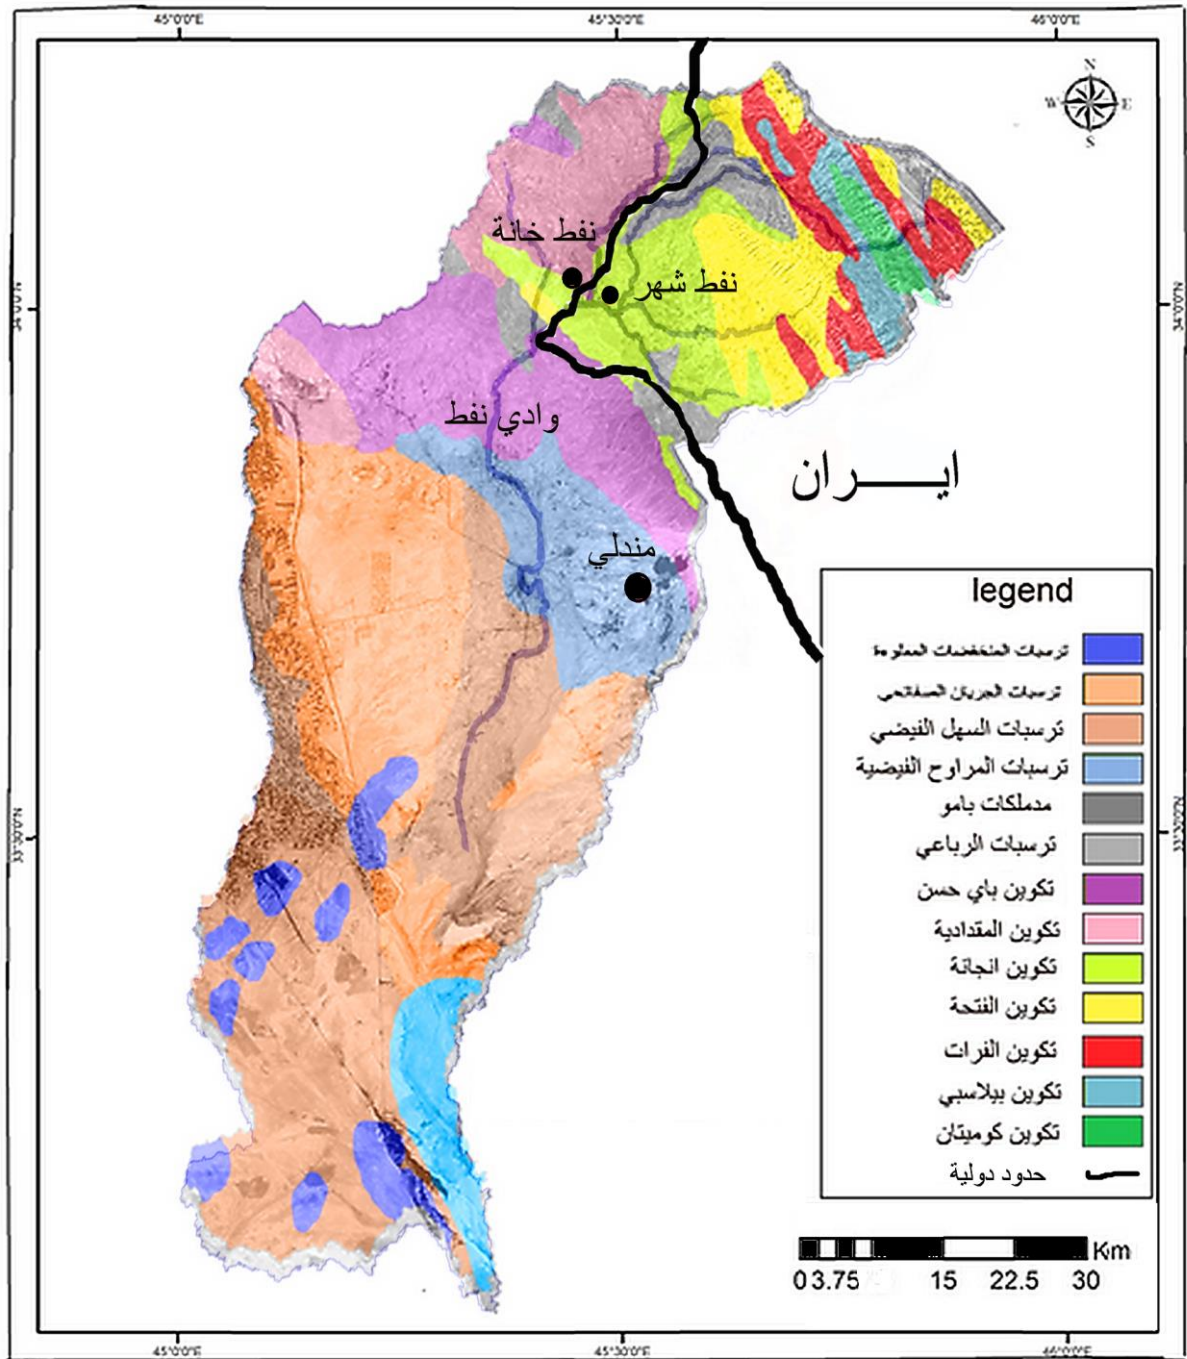 45°0'0"E
45°30'0"E
46°0'0"E
N
W
E
S
نفط خانة
نفط شهر
34°0'0"N
34°0'0"N
وادي نفط
ايـــران
مندلي
legend
ترسبات المنخفضات المملوءة
ترسبات الجريان الصفائحي
ترسبات السهل الفيضي
ترسبات المراوح الفيضية
مدملكات بامو
ترسبات الرباعي
تكوين باي حسن
تكوين المقدادية
تكوين انجانة
تكوين الفتحة
تكوين الفرات
تكوين بيلاسبي
تكوين كوميتان
حدود دولية
33°30'0"N
33°30'0"N
Km
0 3.75 15 22.5 30
45°0'0"E
45°30'0"E
46°0'0"E